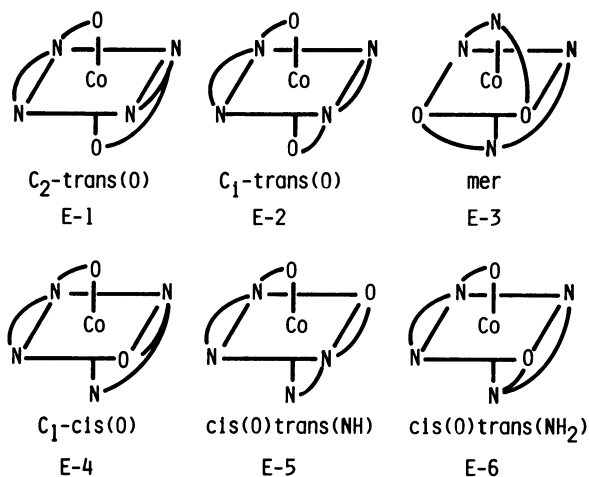 O O N
N N N N N N
Co Co Co
N N N N O O
O O N
C2-trans(O) C1-trans(O) mer
E-1 E-2 E-3
O O O
N N N O N N
Co Co Co
N O N N N O
N N N
C1-cis(O) cis(O)trans(NH) cis(O)trans(NH2)
E-4 E-5 E-6